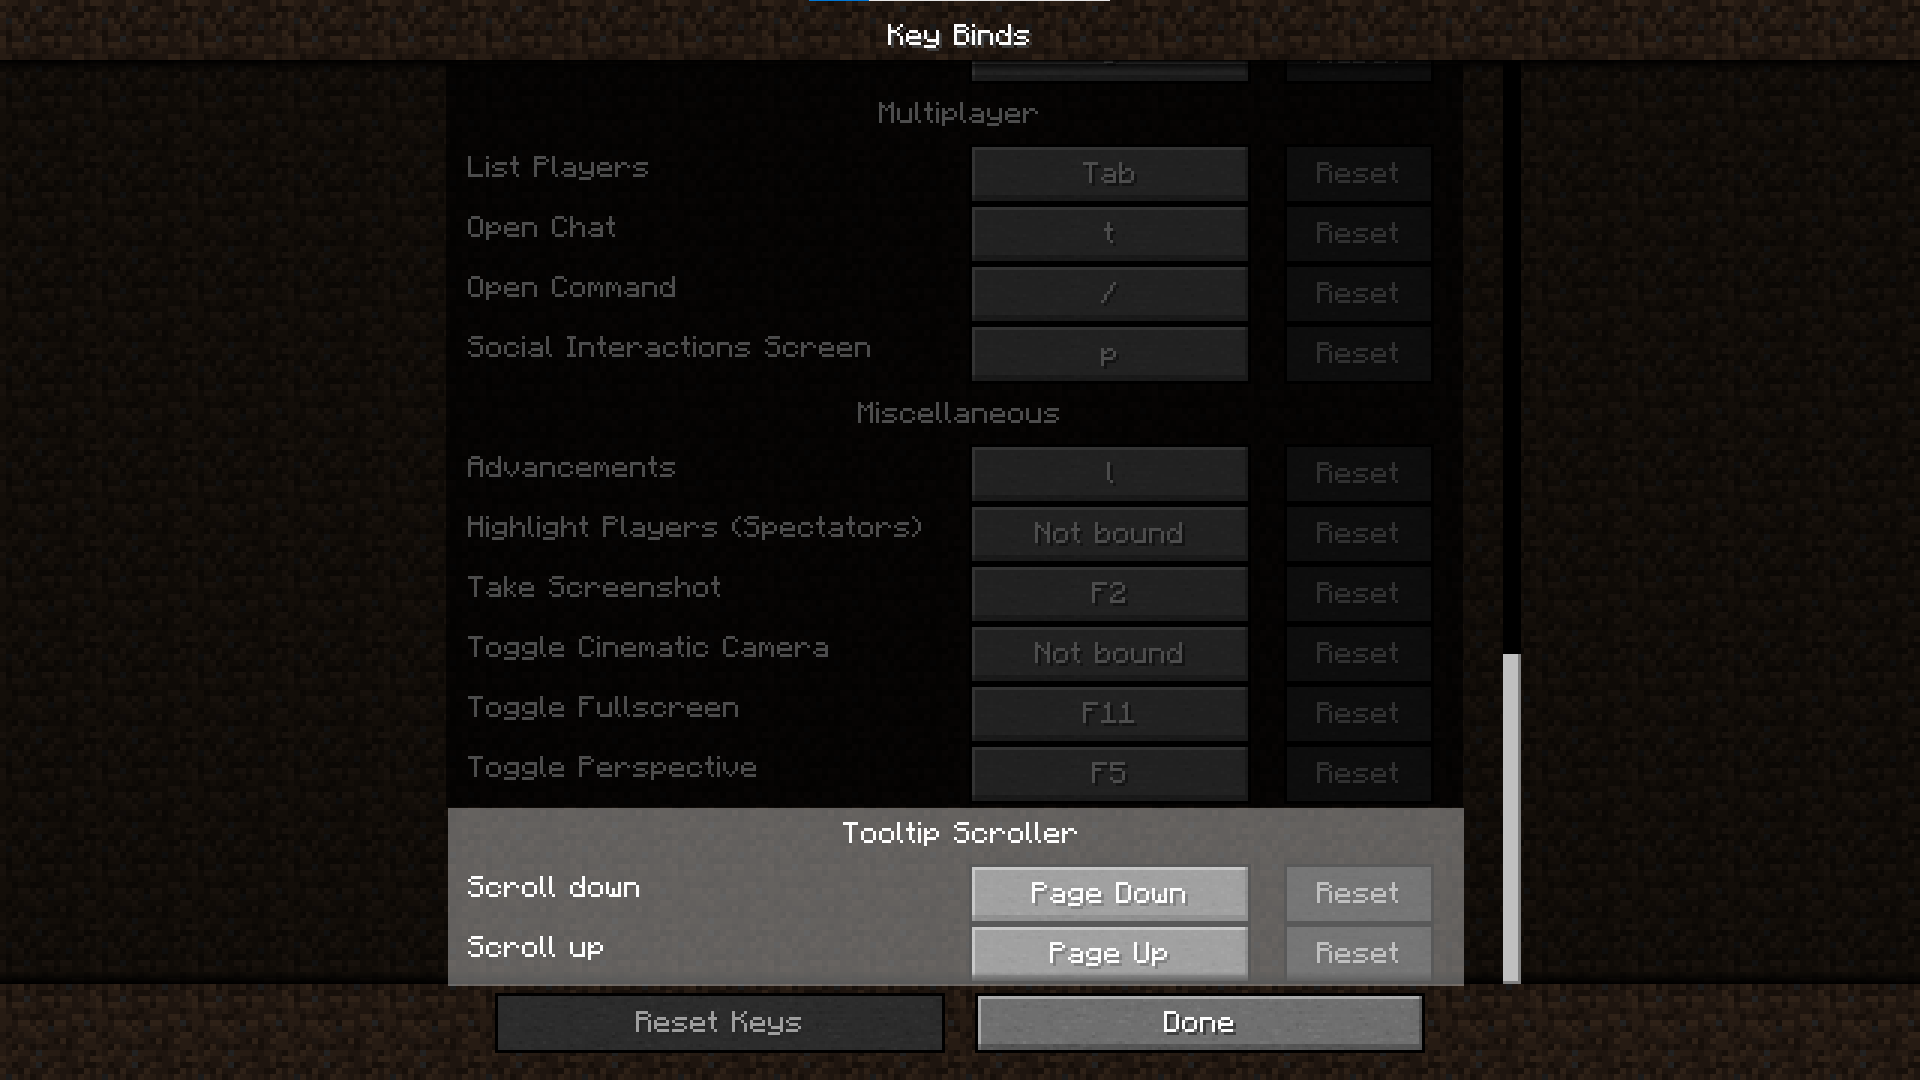 Key Binds
Multiplayer
List Players Tab Reset
Open Chat t Reset
Open Command / Reset
Social Interactions Screen p Reset
Miscellaneous
Advancements l Reset
Highlight Players (Spectators) Not bound Reset
Take Screenshot F2 Reset
Toggle Cinematic Camera Not bound Reset
Toggle Fullscreen F11 Reset
Toggle Perspective F5 Reset
Tooltip Scroller
Scroll down Page Down Reset
Scroll up Page Up Reset
Reset Keys Done